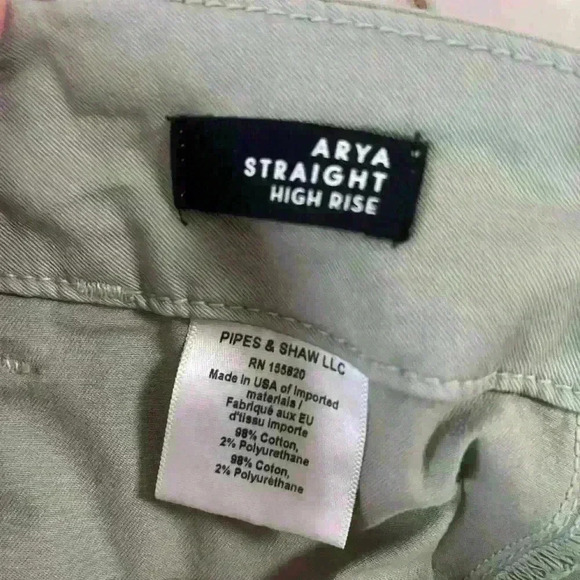 ARYA
STRAIGHT
HIGH RISE
PIPES & SHAW LLC
RN 155820
Made in USA of imported
materials /
Fabriqué aux EU
d'tissu importe
98% Cotton,
2% Polyurethane
98% Coton,
2% Polyuréthane